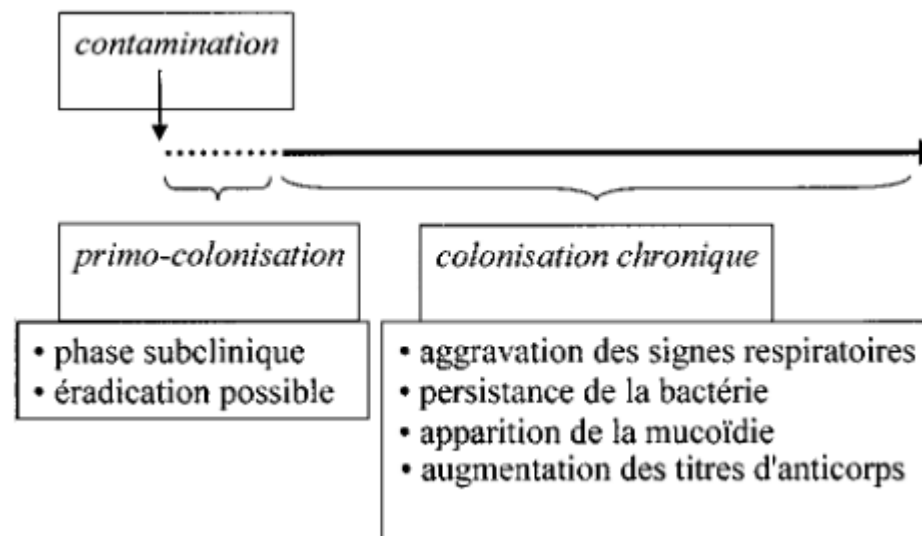 contamination
primo-colonisation
• phase subclinique
• éradication possible
colonisation chronique
• aggravation des signes respiratoires
• persistance de la bactérie
• apparition de la mucoïdie
• augmentation des titres d'anticorps